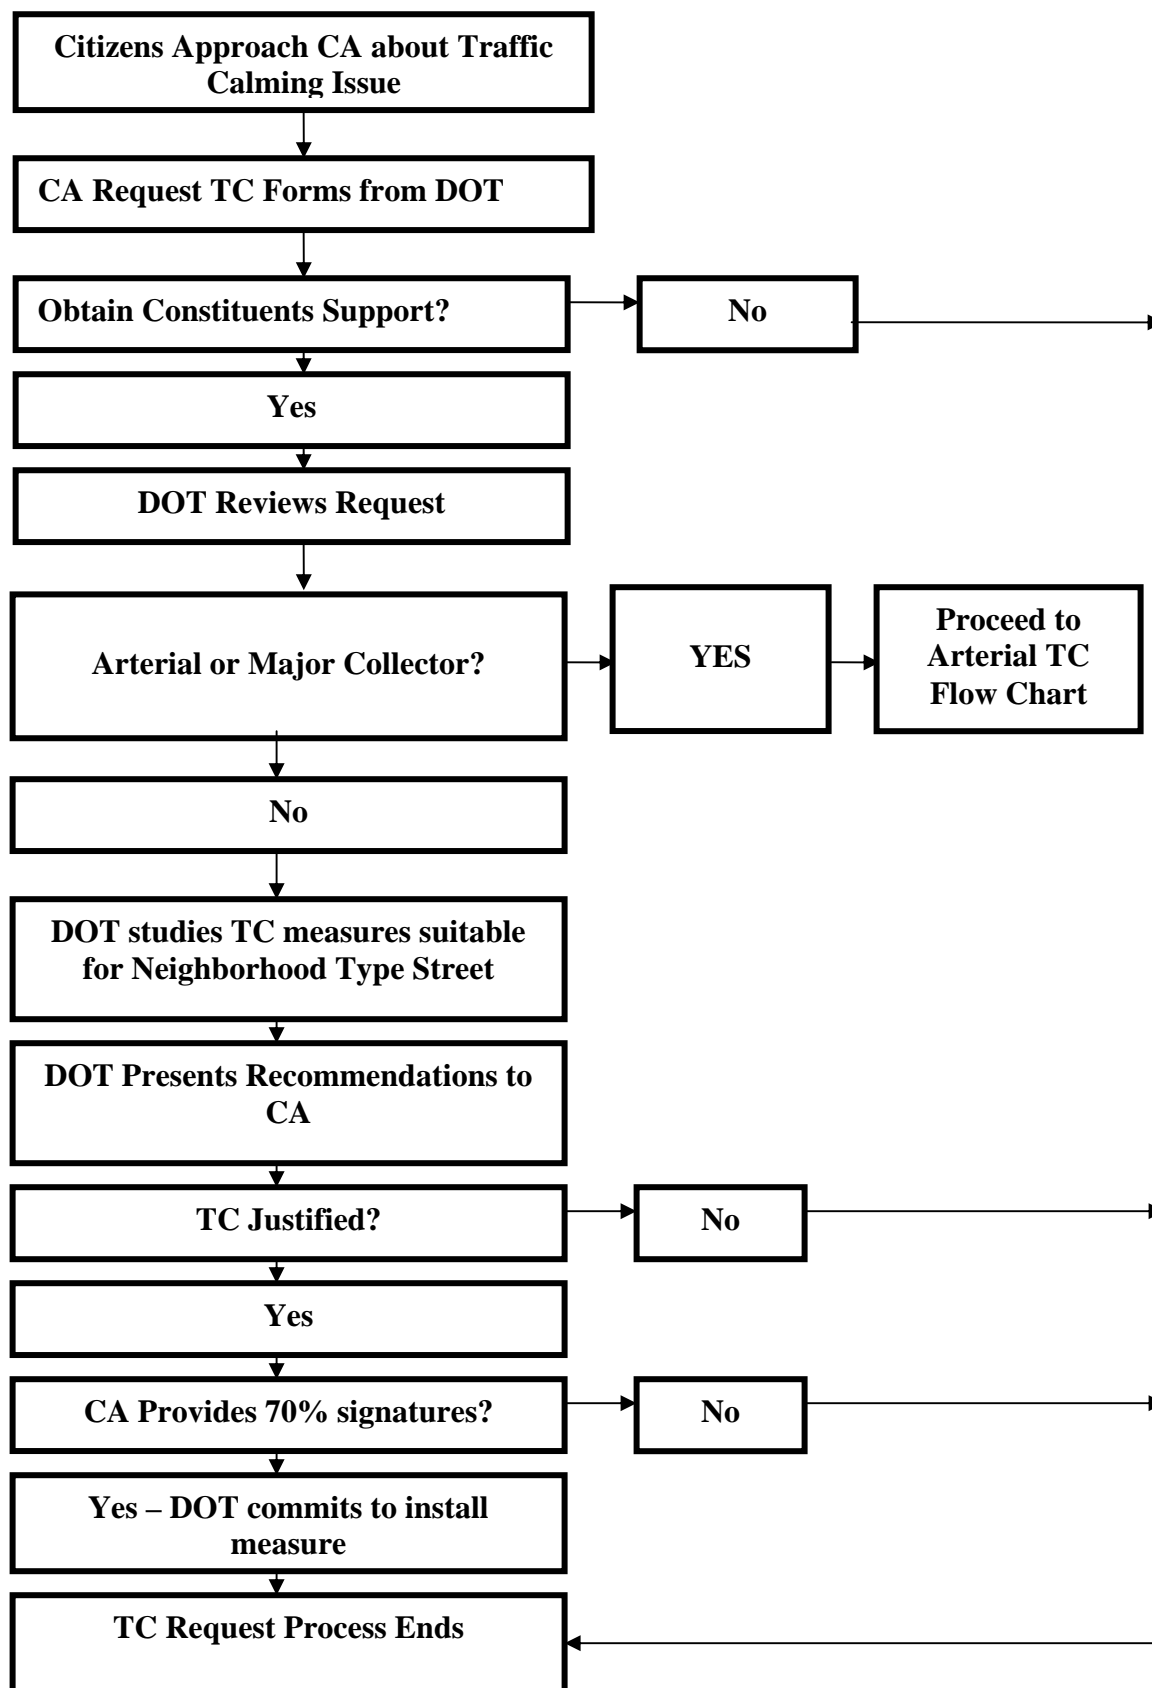 Citizens Approach CA about Traffic
Calming Issue
CA Request TC Forms from DOT
Obtain Constituents Support?
No
Yes
DOT Reviews Request
Arterial or Major Collector?
YES
Proceed to
Arterial TC
Flow Chart
No
DOT studies TC measures suitable
for Neighborhood Type Street
DOT Presents Recommendations to
CA
TC Justified?
No
Yes
CA Provides 70% signatures?
No
Yes – DOT commits to install
measure
TC Request Process Ends